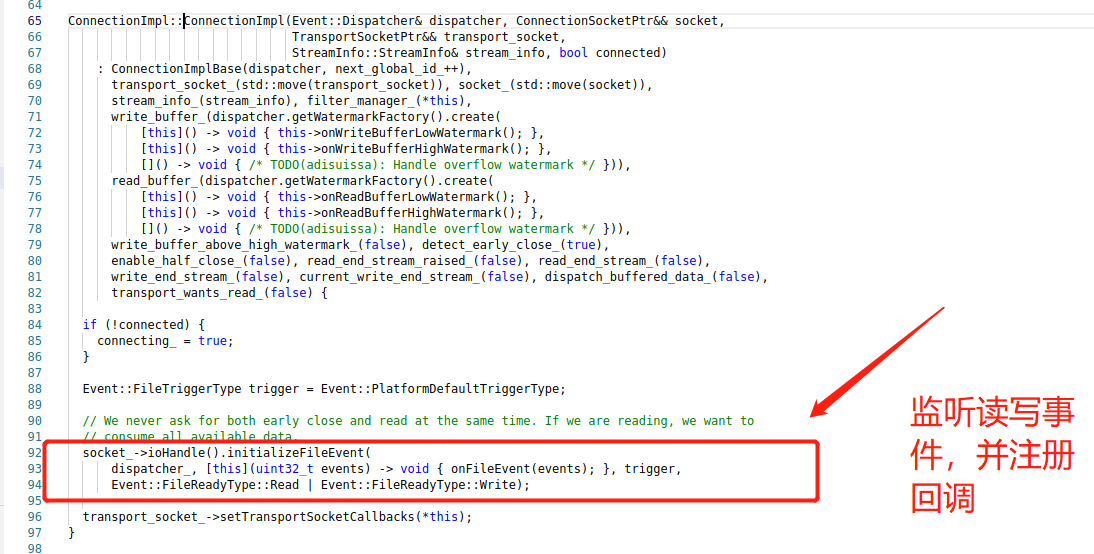 64
65 ConnectionImpl::ConnectionImpl(Event::Dispatcher& dispatcher, ConnectionSocketPtr&& socket,
66 TransportSocketPtr&& transport_socket,
67 StreamInfo::StreamInfo& stream_info, bool connected)
68 : ConnectionImplBase(dispatcher, next_global_id_++),
69 transport_socket_(std::move(transport_socket)), socket_(std::move(socket)),
70 stream_info_(stream_info), filter_manager_(*this),
71 write_buffer_(dispatcher.getWatermarkFactory().create(
72 [this]() -> void { this->onWriteBufferLowWatermark(); },
73 [this]() -> void { this->onWriteBufferHighWatermark(); },
74 []() -> void { /* TODO(adisuissa): Handle overflow watermark */ })),
75 read_buffer_(dispatcher.getWatermarkFactory().create(
76 [this]() -> void { this->onReadBufferLowWatermark(); },
77 [this]() -> void { this->onReadBufferHighWatermark(); },
78 []() -> void { /* TODO(adisuissa): Handle overflow watermark */ })),
79 write_buffer_above_high_watermark_(false), detect_early_close_(true),
80 enable_half_close_(false), read_end_stream_raised_(false), read_end_stream_(false),
81 write_end_stream_(false), current_write_end_stream_(false), dispatch_buffered_data_(false),
82 transport_wants_read_(false) {
83
84 if (!connected) {
85 connecting_ = true;
86 }
87
88 Event::FileTriggerType trigger = Event::PlatformDefaultTriggerType;
89
90 // We never ask for both early close and read at the same time. If we are reading, we want to
91 // consume all available data.
92 socket_->ioHandle().initializeFileEvent(
93 dispatcher_, [this](uint32_t events) -> void { onFileEvent(events); }, trigger,
94 Event::FileReadyType::Read | Event::FileReadyType::Write);
95
96 transport_socket_->setTransportSocketCallbacks(*this);
97 }
98
监听读写事
件，并注册
回调